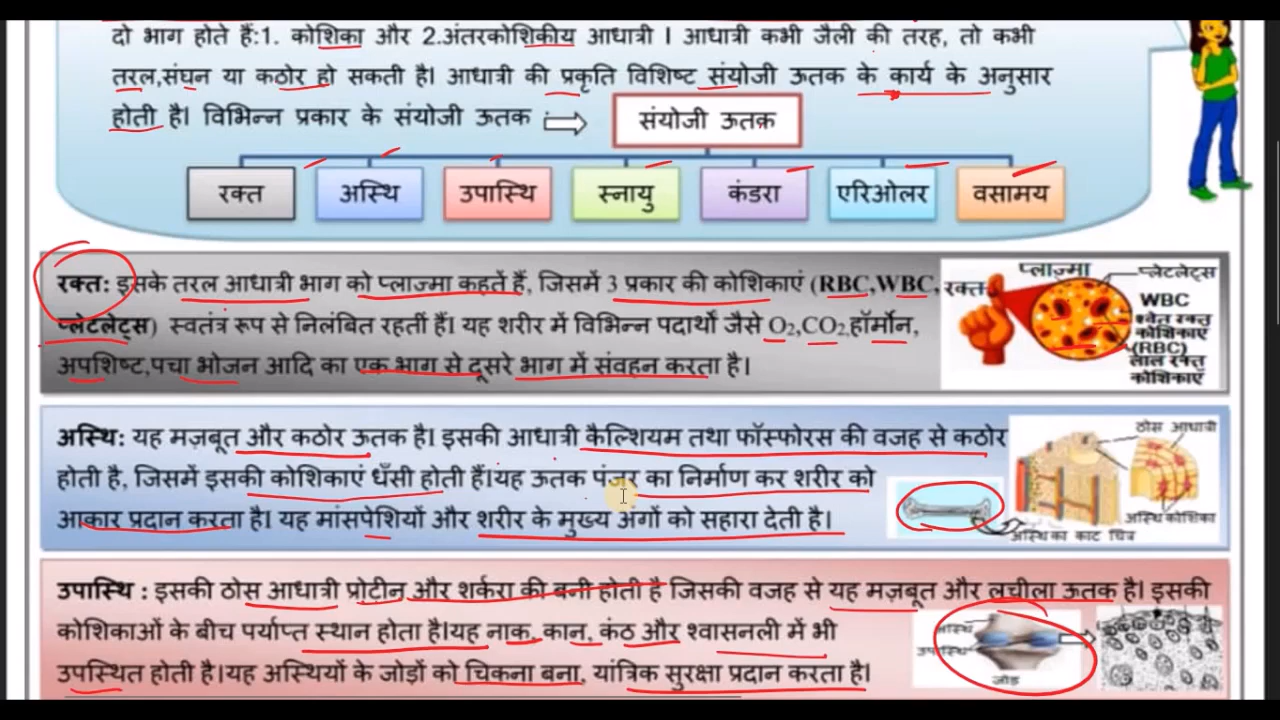 दो भाग होते हैं:1. कोशिका और 2.अंतरकोशिकीय आधात्री । आधात्री कभी जैली की तरह, तो कभी
तरल,संघन या कठोर हो सकती है। आधात्री की प्रकृति विशिष्ट संयोजी ऊतक के कार्य के अनुसार
होती है। विभिन्न प्रकार के संयोजी ऊतक :
संयोजी ऊतक
रक्त
अस्थि
उपास्थि
स्नायु
कंडरा
एरिओलर
वसामय
रक्त: इसके तरल आधात्री भाग को प्लाज्मा कहतें हैं, जिसमें 3 प्रकार की कोशिकाएं (RBC,WBC,
प्लेटलेट्स) स्वतंत्र रूप से निलंबित रहतीं हैं। यह शरीर में विभिन्न पदार्थों जैसे O₂,CO₂,हॉर्मोन,
अपशिष्ट,पचा भोजन आदि का एक भाग से दूसरे भाग में संवहन करता है।
प्लाज़्मा
प्लेटलेट्स
रक्त
WBC
श्वेत रक्त
कोशिकाएं
(RBC)
लाल रक्त
कोशिकाएं
अस्थि: यह मज़बूत और कठोर ऊतक है। इसकी आधात्री कैल्शियम तथा फॉस्फोरस की वजह से कठोर
होती है, जिसमें इसकी कोशिकाएं धँसी होती हैं।यह ऊतक पंजर का निर्माण कर शरीर को
आकार प्रदान करता है। यह मांसपेशियों और शरीर के मुख्य अंगों को सहारा देती है।
ठोस आधात्री
अस्थि कोशिका
अस्थि का काट चित्र
उपास्थि : इसकी ठोस आधात्री प्रोटीन और शर्करा की बनी होती है जिसकी वजह से यह मज़बूत और लचीला ऊतक है। इसकी
कोशिकाओं के बीच पर्याप्त स्थान होता है।यह नाक, कान, कंठ और श्वासनली में भी
उपस्थित होती है।यह अस्थियों के जोड़ों को चिकना बना, यांत्रिक सुरक्षा प्रदान करता है।
अस्थि
उपास्थि
जोड़